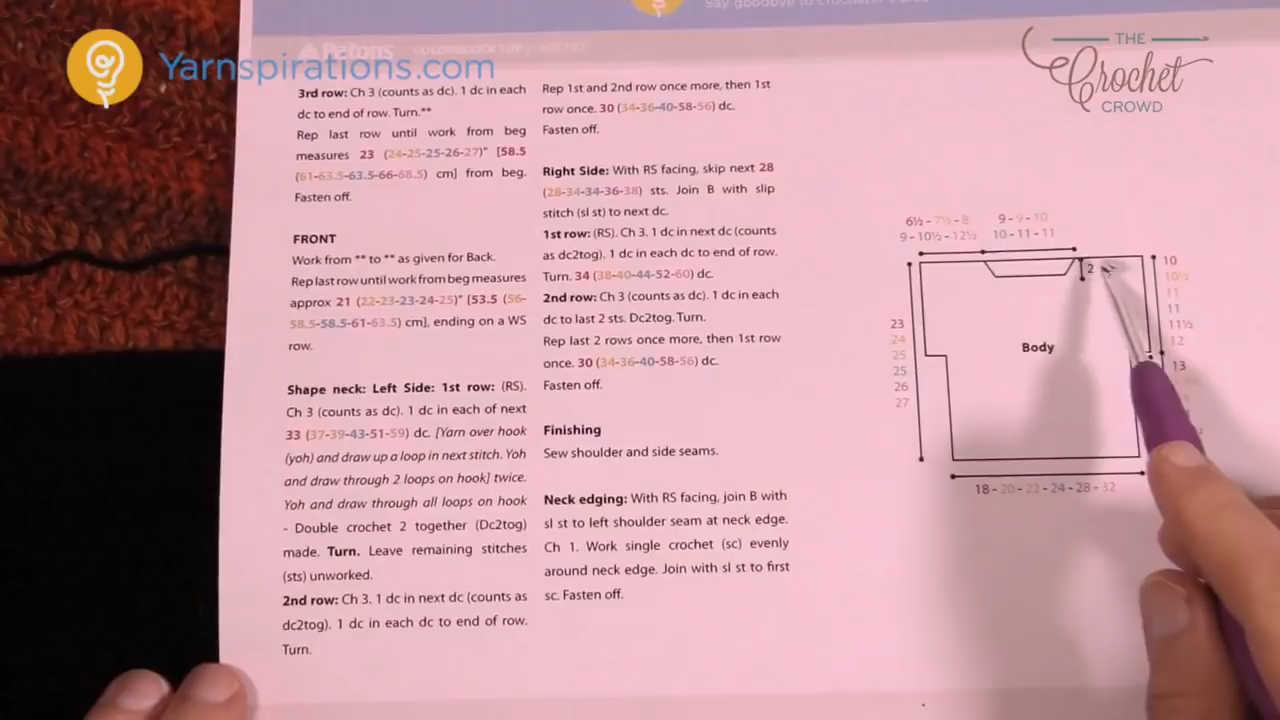 Say goodbye to
Yarnspirations.com
THE
Crochet
CROWD
Patons
3rd row: Ch 3 (counts as dc). 1 dc in each
dc to end of row. Turn.**
Rep last row until work from beg
measures 23 (24-25-25-26-27)" [58.5
(61-63.5-63.5-66-68.5) cm] from beg.
Fasten off.
FRONT
Work from ** to ** as given for Back.
Rep last row until work from beg measures
approx 21 (22-23-23-24-25)" [53.5 (56-
58.5-58.5-61-63.5) cm], ending on a WS
row.
Shape neck: Left Side: 1st row: (RS).
Ch 3 (counts as dc). 1 dc in each of next
33 (37-39-43-51-59) dc. [Yarn over hook
(yoh) and draw up a loop in next stitch. Yoh
and draw through 2 loops on hook] twice.
Yoh and draw through all loops on hook
- Double crochet 2 together (Dc2tog)
made. Turn. Leave remaining stitches
(sts) unworked.
2nd row: Ch 3. 1 dc in next dc (counts as
dc2tog). 1 dc in each dc to end of row.
Turn.
Rep 1st and 2nd row once more, then 1st
row once. 30 (34-36-40-58-56) dc.
Fasten off.
Right Side: With RS facing, skip next 28
(28-34-34-36-38) sts. Join B with slip
stitch (sl st) to next dc.
1st row: (RS). Ch 3. 1 dc in next dc (counts
as dc2tog). 1 dc in each dc to end of row.
Turn. 34 (38-40-44-52-60) dc.
2nd row: Ch 3 (counts as dc). 1 dc in each
dc to last 2 sts. Dc2tog. Turn.
Rep last 2 rows once more, then 1st row
once. 30 (34-36-40-58-56) dc.
Fasten off.
Finishing
Sew shoulder and side seams.
Neck edging: With RS facing, join B with
sl st to left shoulder seam at neck edge.
Ch 1. Work single crochet (sc) evenly
around neck edge. Join with sl st to first
sc. Fasten off.
6½ - 7½ - 8
9 - 10½ - 12½
9 - 9 - 10
10 - 11 - 11
2
10
10½
11
11
11½
12
13
23
24
25
25
26
27
Body
18 - 20 - 22 - 24 - 28 - 32